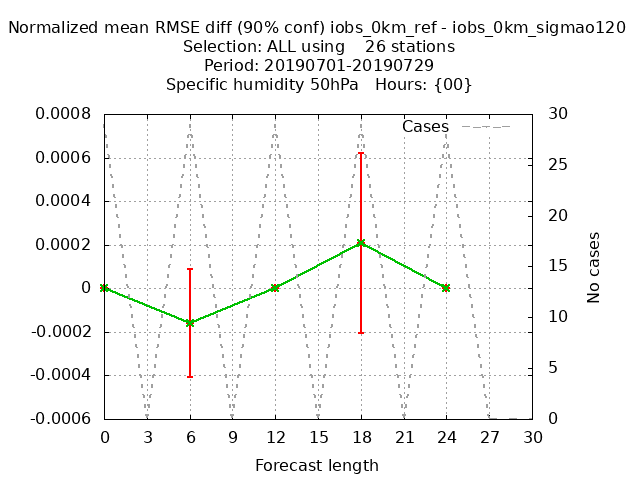 Normalized mean RMSE diff (90% conf) iobs_0km_ref - iobs_0km_sigmao120
Selection: ALL using    26 stations
Period: 20190701-20190729
Specific humidity 50hPa   Hours: {00}
Cases
0.0008
0.0006
0.0004
0.0002
0
-0.0002
-0.0004
-0.0006
30
25
20
15
10
5
0
No cases
0 3 6 9 12 15 18 21 24 27 30
Forecast length